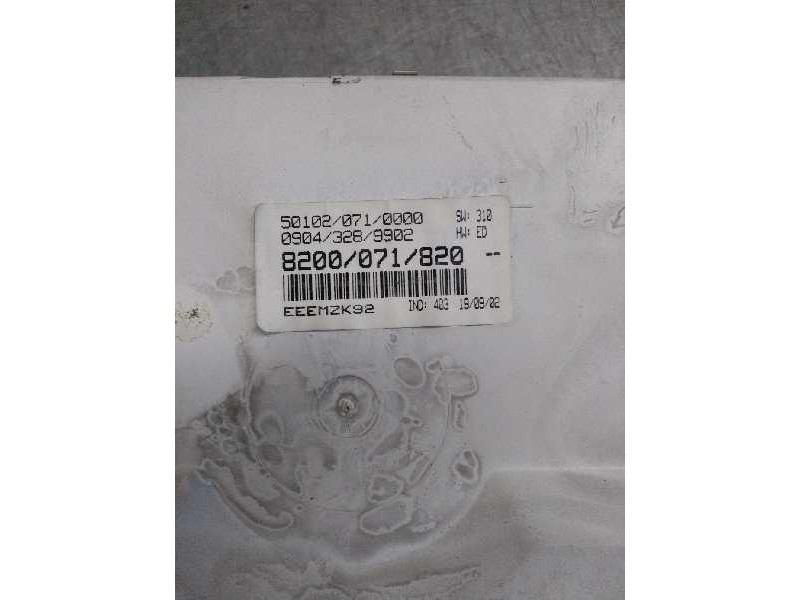 50102/071/0000 SW: 310
0904/328/9902 HW: ED
8200/071/820 --
EEEMZK92 IND: 403 19/09/02